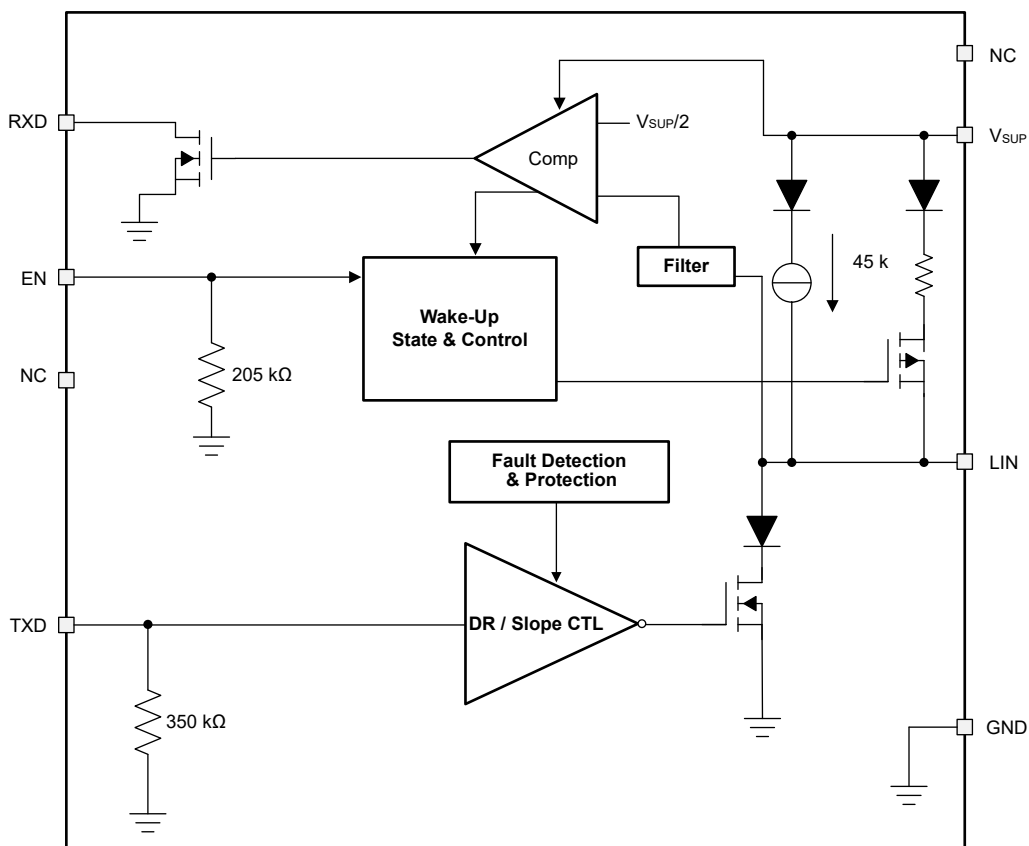 NC
RXD
VSUP/2
VSUP
Comp
EN
Filter
45 k
Wake-Up
State & Control
NC
205 kΩ
Fault Detection
& Protection
LIN
TXD
DR / Slope CTL
350 kΩ
GND